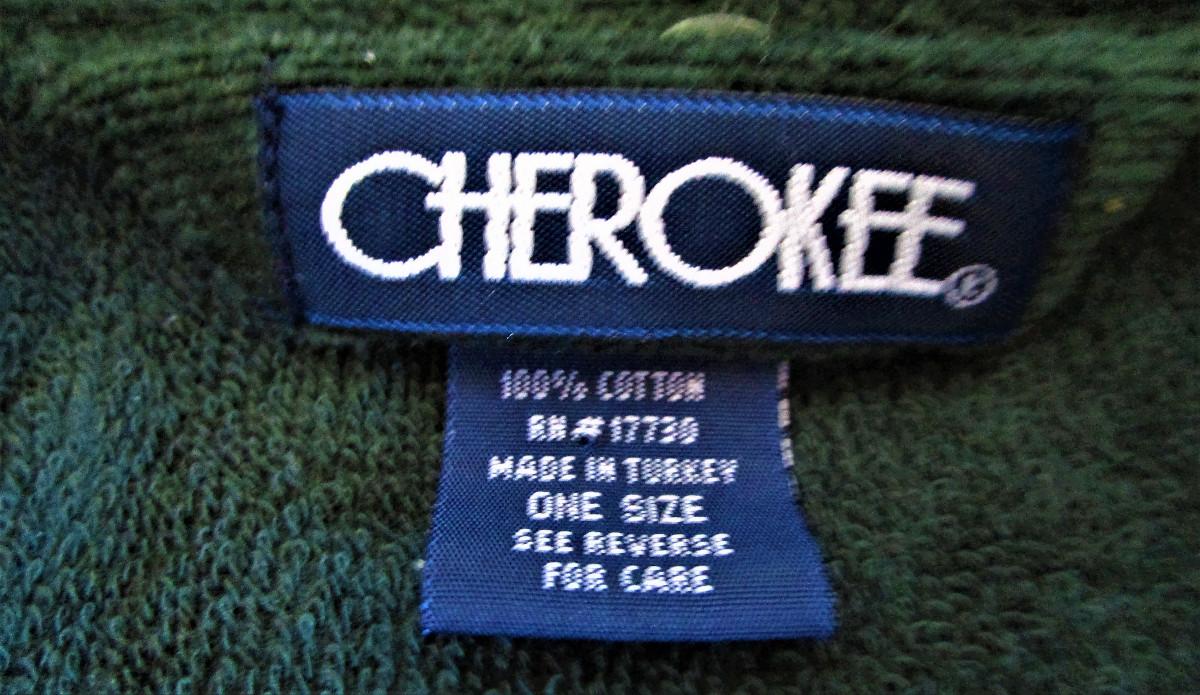 CHEROKEE®
100% COTTON
RN#17730
MADE IN TURKEY
ONE SIZE
SEE REVERSE
FOR CARE